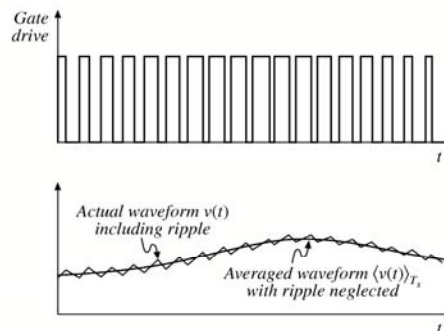 Gate
drive
t
Actual waveform v(t)
including ripple
Averaged waveform ⟨v(t)⟩Ts
with ripple neglected
t